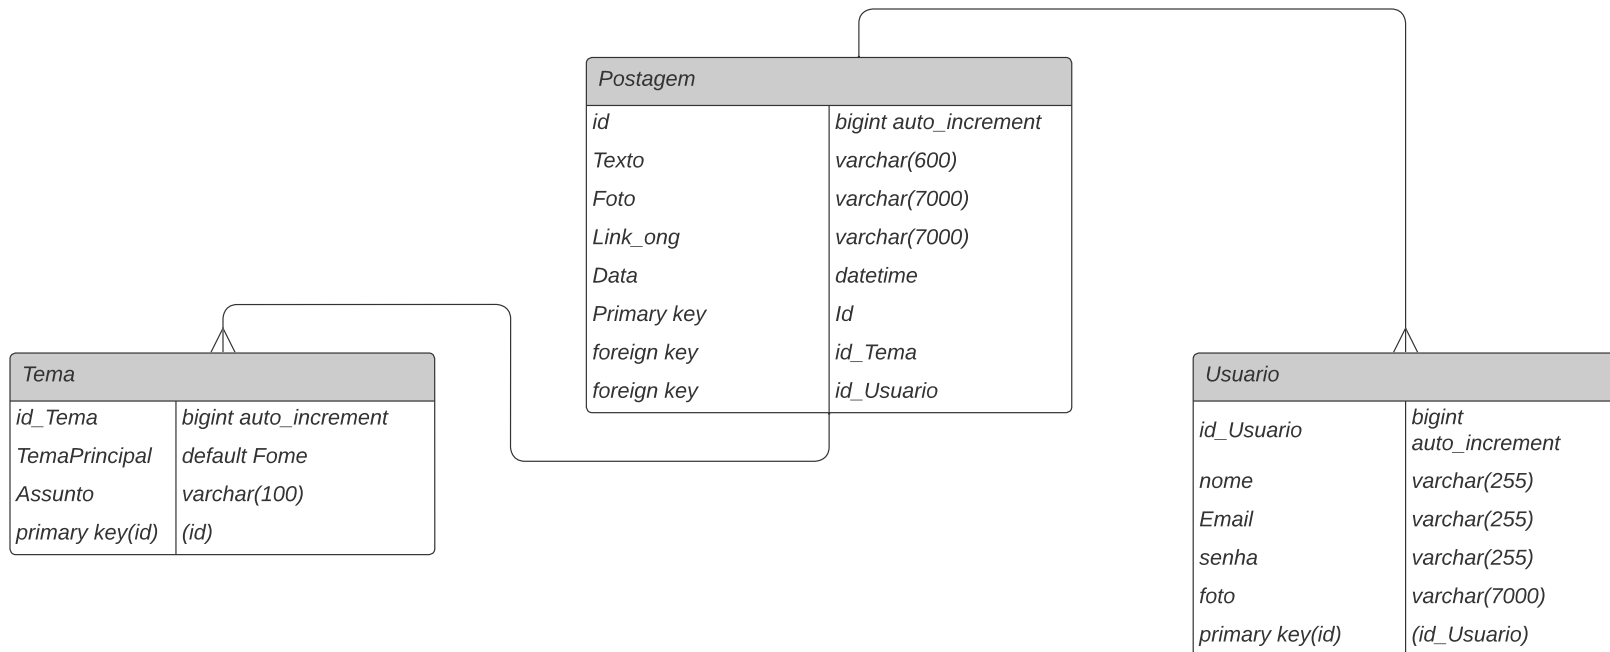 Postagem
id bigint auto_increment
Texto varchar(600)
Foto varchar(7000)
Link_ong varchar(7000)
Data datetime
Primary key Id
foreign key id_Tema
foreign key id_Usuario
Tema
id_Tema bigint auto_increment
TemaPrincipal default Fome
Assunto varchar(100)
primary key(id) (id)
Usuario
id_Usuario bigint
auto_increment
nome varchar(255)
Email varchar(255)
senha varchar(255)
foto varchar(7000)
primary key(id) (id_Usuario)